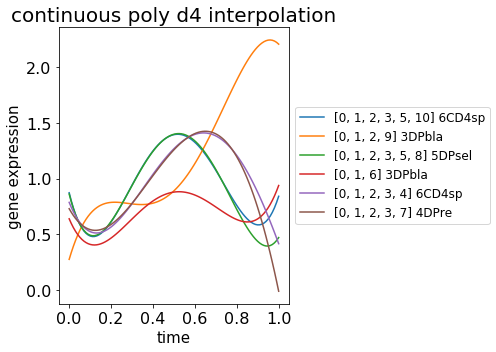 continuous poly d4 interpolation
gene expression
2.0
1.5
1.0
0.5
0.0
0.0 0.2 0.4 0.6 0.8 1.0
time
[0, 1, 2, 3, 5, 10] 6CD4sp
[0, 1, 2, 9] 3DPbla
[0, 1, 2, 3, 5, 8] 5DPsel
[0, 1, 6] 3DPbla
[0, 1, 2, 3, 4] 6CD4sp
[0, 1, 2, 3, 7] 4DPre